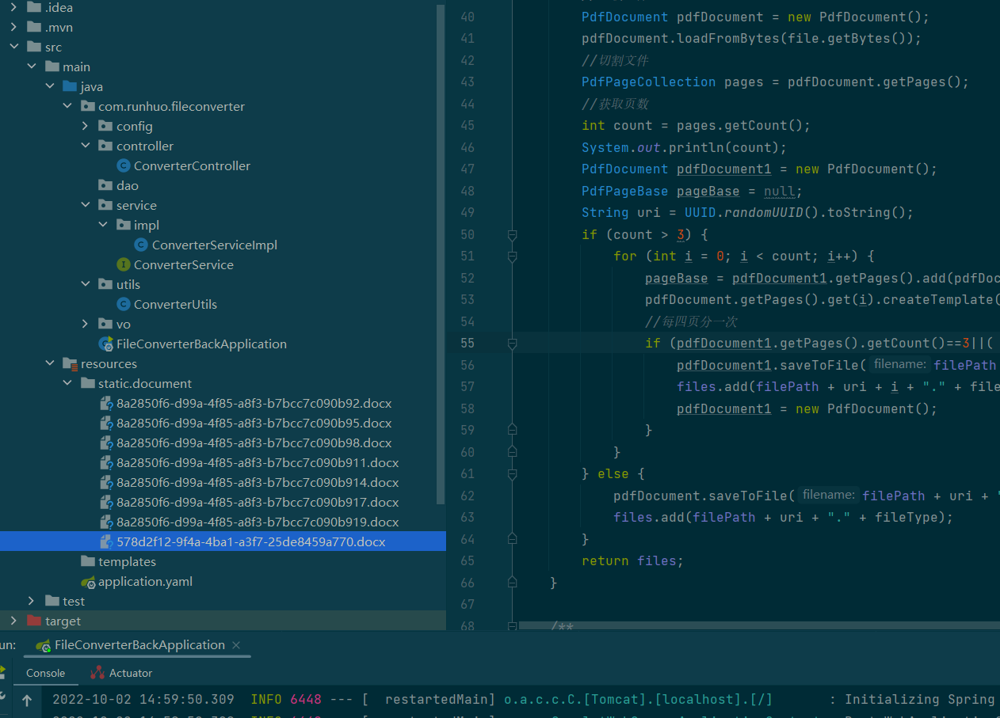 .idea
.mvn
src
main
java
com.runhuo.fileconverter
config
controller
ConverterController
dao
service
impl
ConverterServiceImpl
ConverterService
utils
ConverterUtils
vo
FileConverterBackApplication
resources
static.document
8a2850f6-d99a-4f85-a8f3-b7bcc7c090b92.docx
8a2850f6-d99a-4f85-a8f3-b7bcc7c090b95.docx
8a2850f6-d99a-4f85-a8f3-b7bcc7c090b98.docx
8a2850f6-d99a-4f85-a8f3-b7bcc7c090b911.docx
8a2850f6-d99a-4f85-a8f3-b7bcc7c090b914.docx
8a2850f6-d99a-4f85-a8f3-b7bcc7c090b917.docx
8a2850f6-d99a-4f85-a8f3-b7bcc7c090b919.docx
578d2f12-9f4a-4ba1-a3f7-25de8459a770.docx
templates
application.yaml
test
target
40 PdfDocument pdfDocument = new PdfDocument();
41 pdfDocument.loadFromBytes(file.getBytes());
42 //切割文件
43 PdfPageCollection pages = pdfDocument.getPages();
44 //获取页数
45 int count = pages.getCount();
46 System.out.println(count);
47 PdfDocument pdfDocument1 = new PdfDocument();
48 PdfPageBase pageBase = null;
49 String uri = UUID.randomUUID().toString();
50 if (count > 3) {
51 for (int i = 0; i < count; i++) {
52 pageBase = pdfDocument1.getPages().add(pdfDoc
53 pdfDocument.getPages().get(i).createTemplate(
54 //每四页分一次
55 if (pdfDocument1.getPages().getCount()==3||(
56 pdfDocument1.saveToFile( filename: filePath
57 files.add(filePath + uri + i + "." + file
58 pdfDocument1 = new PdfDocument();
59 }
60 }
61 } else {
62 pdfDocument.saveToFile( filename: filePath + uri + "
63 files.add(filePath + uri + "." + fileType);
64 }
65 return files;
66 }
67
68 /**
un: FileConverterBackApplication ×
Console Actuator
2022-10-02 14:59:50.309 INFO 6448 --- [ restartedMain] o.a.c.c.C.[Tomcat].[localhost].[/] : Initializing Spring